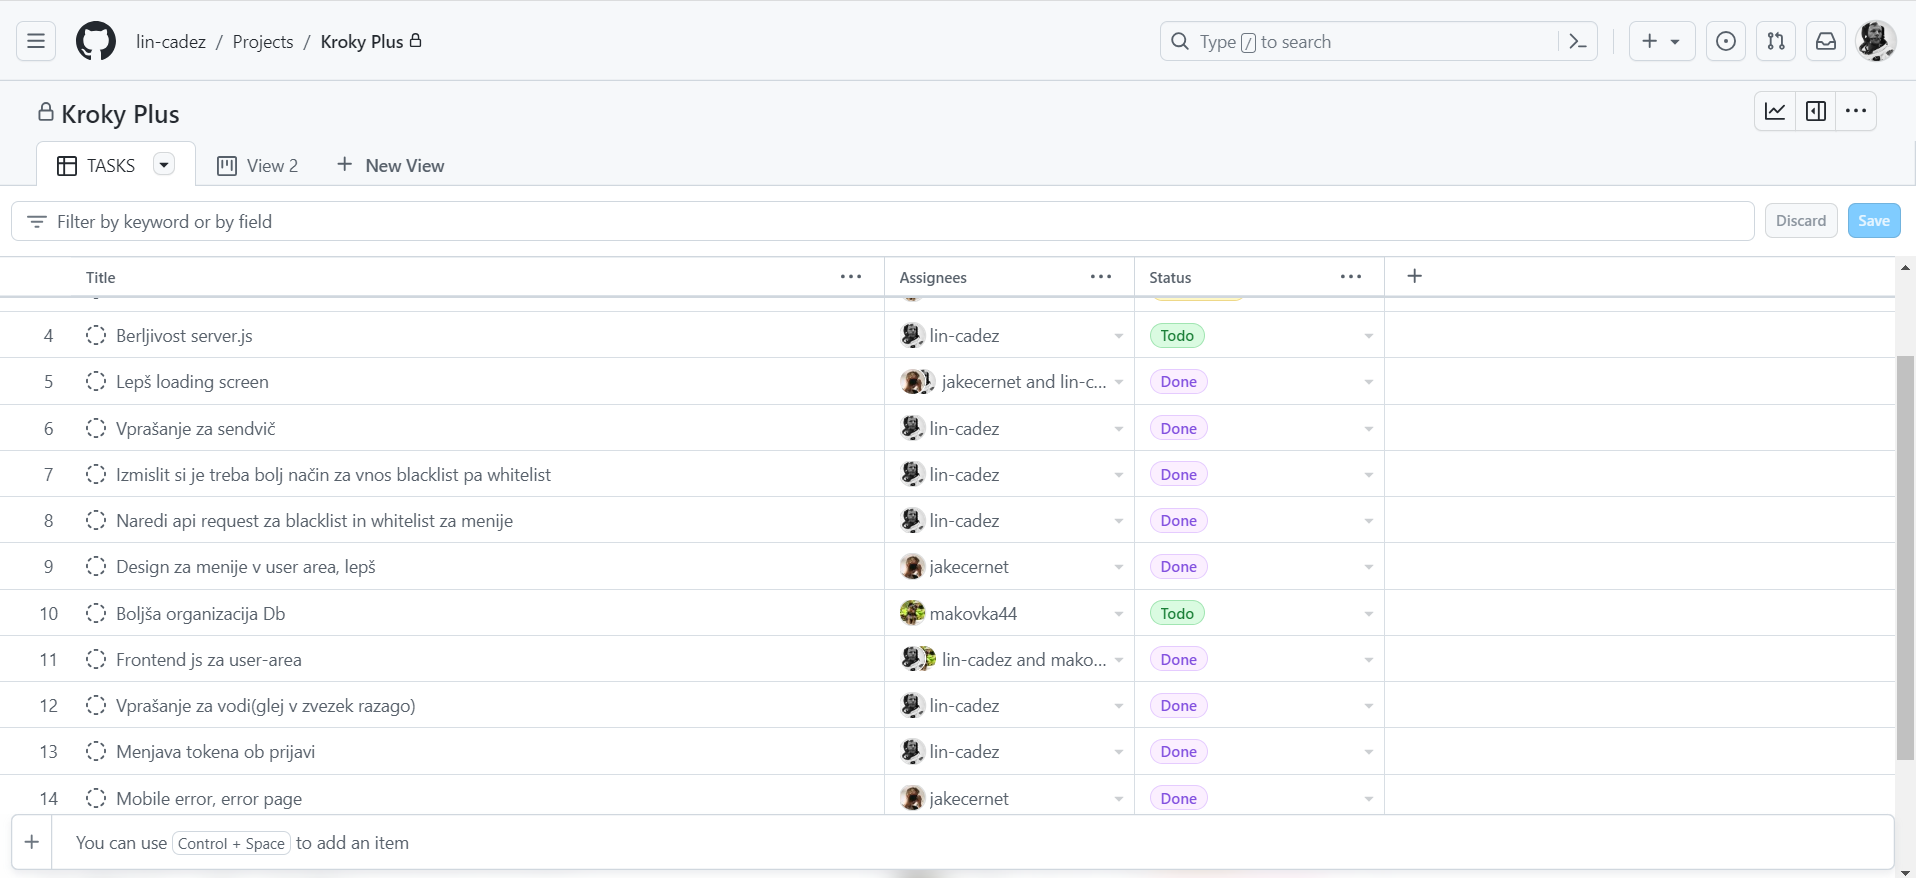 lin-cadez / Projects / Kroky Plus
Type / to search
Kroky Plus
TASKS View 2 New View
Filter by keyword or by field Discard Save
Title Assignees Status
4 Berljivost server.js lin-cadez Todo
5 Lepš loading screen jakecernet and lin-c... Done
6 Vprašanje za sendvič lin-cadez Done
7 Izmislit si je treba bolj način za vnos blacklist pa whitelist lin-cadez Done
8 Naredi api request za blacklist in whitelist za menije lin-cadez Done
9 Design za menije v user area, lepš jakecernet Done
10 Boljša organizacija Db makovka44 Todo
11 Frontend js za user-area lin-cadez and mako... Done
12 Vprašanje za vodi(glej v zvezek razago) lin-cadez Done
13 Menjava tokena ob prijavi lin-cadez Done
14 Mobile error, error page jakecernet Done
You can use Control + Space to add an item